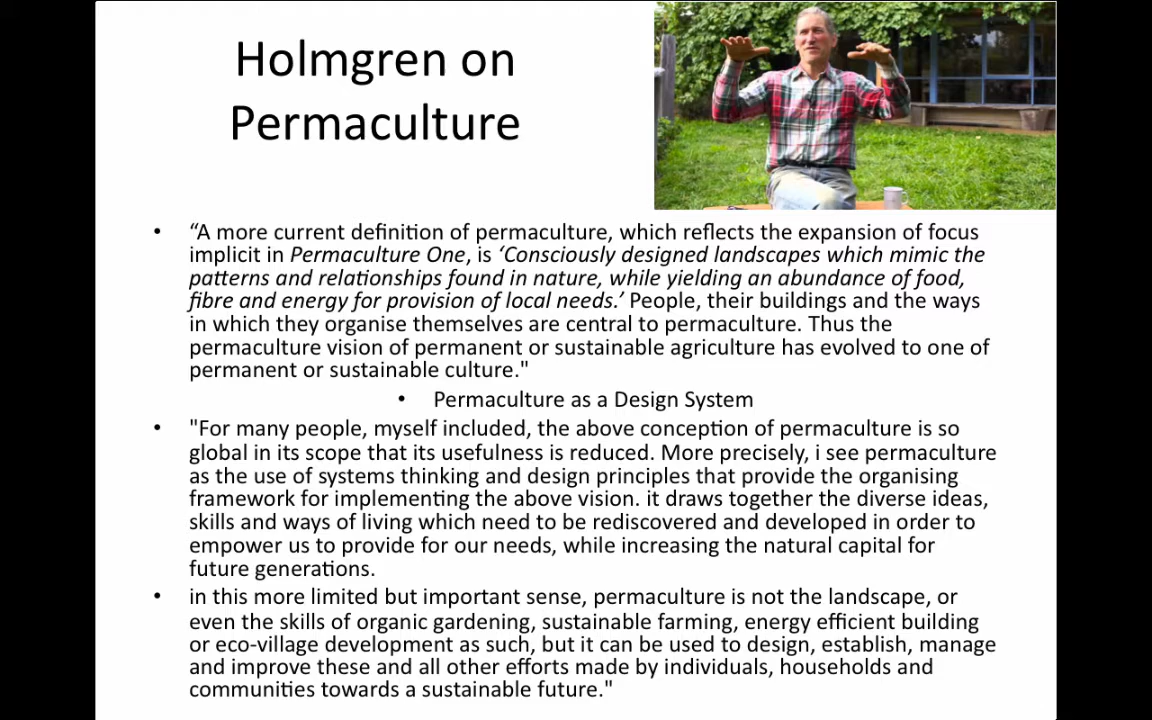 Holmgren on
Permaculture
• “A more current definition of permaculture, which reflects the expansion of focus
implicit in Permaculture One, is ‘Consciously designed landscapes which mimic the
patterns and relationships found in nature, while yielding an abundance of food,
fibre and energy for provision of local needs.’ People, their buildings and the ways
in which they organise themselves are central to permaculture. Thus the
permaculture vision of permanent or sustainable agriculture has evolved to one of
permanent or sustainable culture."
• Permaculture as a Design System
• "For many people, myself included, the above conception of permaculture is so
global in its scope that its usefulness is reduced. More precisely, i see permaculture
as the use of systems thinking and design principles that provide the organising
framework for implementing the above vision. it draws together the diverse ideas,
skills and ways of living which need to be rediscovered and developed in order to
empower us to provide for our needs, while increasing the natural capital for
future generations.
• in this more limited but important sense, permaculture is not the landscape, or
even the skills of organic gardening, sustainable farming, energy efficient building
or eco-village development as such, but it can be used to design, establish, manage
and improve these and all other efforts made by individuals, households and
communities towards a sustainable future."